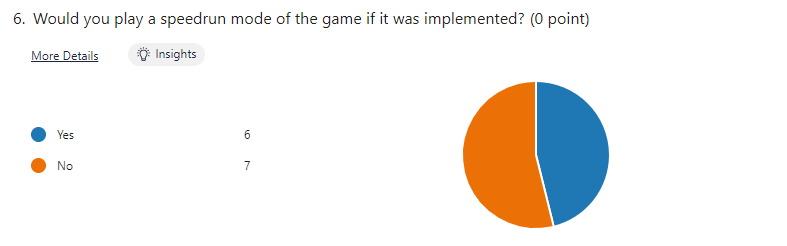 6. Would you play a speedrun mode of the game if it was implemented? (0 point)
More Details
Insights
Yes 6
No 7